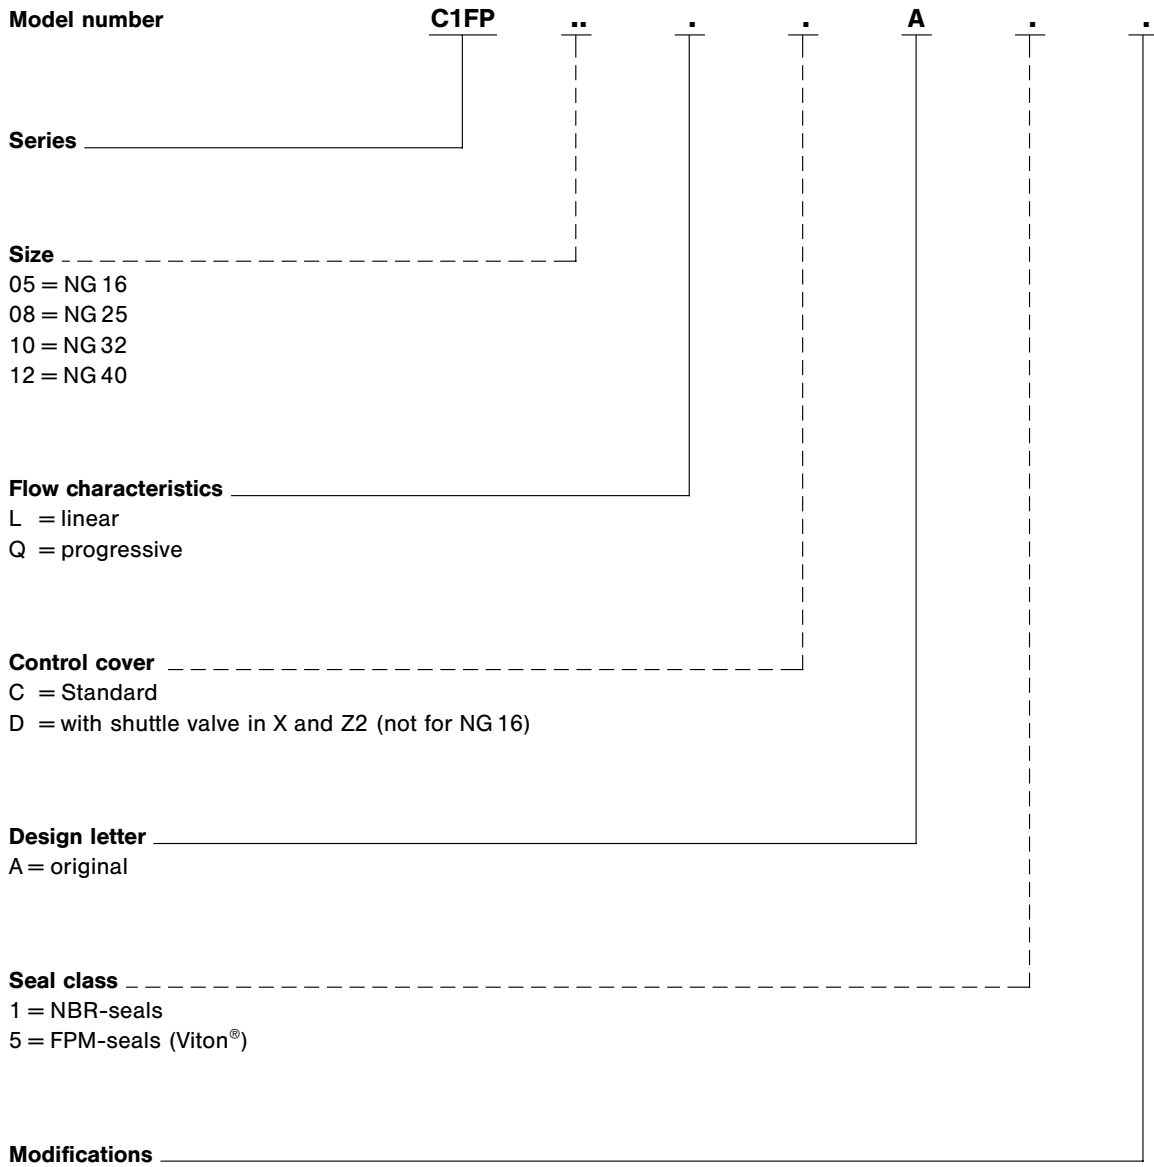 Model number C1FP .. . . A . .
Series
Size
05 = NG 16
08 = NG 25
10 = NG 32
12 = NG 40
Flow characteristics
L = linear
Q = progressive
Control cover
C = Standard
D = with shuttle valve in X and Z2 (not for NG 16)
Design letter
A = original
Seal class
1 = NBR-seals
5 = FPM-seals (Viton®)
Modifications